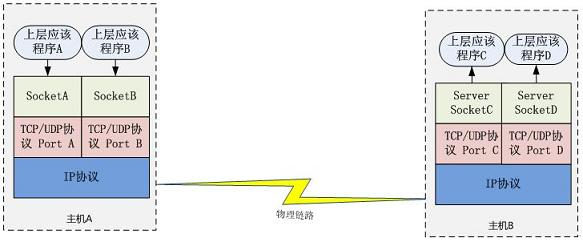 上层应该
程序A
上层应该
程序B
SocketA
SocketB
TCP/UDP协
议 Port A
TCP/UDP协
议 Port B
IP协议
主机A
物理链路
上层应该
程序C
上层应该
程序D
Server
SocketC
Server
SocketD
TCP/UDP协
议 Port C
TCP/UDP协
议 Port D
IP协议
主机B